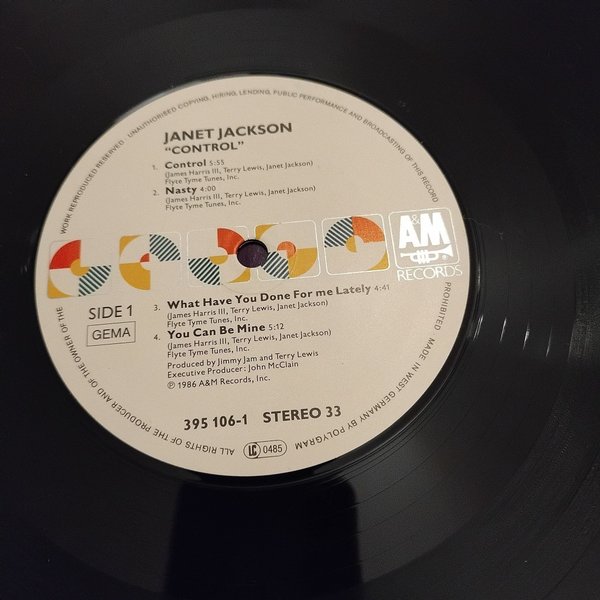 WORK REPRODUCED RESERVED · UNAUTHORISED COPYING, HIRING, LENDING, PUBLIC PERFORMANCE AND BROADCASTING OF THIS RECORD
JANET JACKSON
"CONTROL"
1. Control 5:55
(James Harris III, Terry Lewis, Janet Jackson)
Flyte Tyme Tunes, Inc.
2. Nasty 4:00
(James Harris III, Terry Lewis, Janet Jackson)
Flyte Tyme Tunes, Inc.
A&M
RECORDS
SIDE 1
GEMA
3. What Have You Done For me Lately 4:41
(James Harris III, Terry Lewis, Janet Jackson)
Flyte Tyme Tunes, Inc.
4. You Can Be Mine 5:12
(James Harris III, Terry Lewis, Janet Jackson)
Flyte Tyme Tunes, Inc.
Produced by Jimmy Jam and Terry Lewis
Executive Producer: John McClain
℗ 1986 A&M Records, Inc.
395 106-1 STEREO 33
PROHIBITED · MADE IN WEST GERMANY BY POLYGRAM
LC 0485
ALL RIGHTS OF THE PRODUCER AND OF THE OWNER OF THE